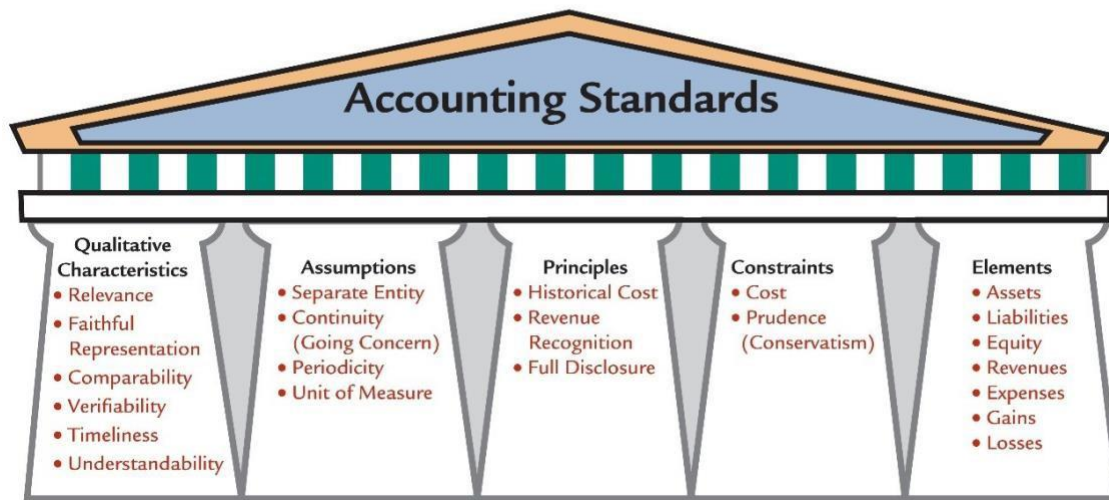 Accounting Standards
Qualitative
Characteristics
• Relevance
• Faithful
Representation
• Comparability
• Verifiability
• Timeliness
• Understandability
Assumptions
• Separate Entity
• Continuity
(Going Concern)
• Periodicity
• Unit of Measure
Principles
• Historical Cost
• Revenue
Recognition
• Full Disclosure
Constraints
• Cost
• Prudence
(Conservatism)
Elements
• Assets
• Liabilities
• Equity
• Revenues
• Expenses
• Gains
• Losses